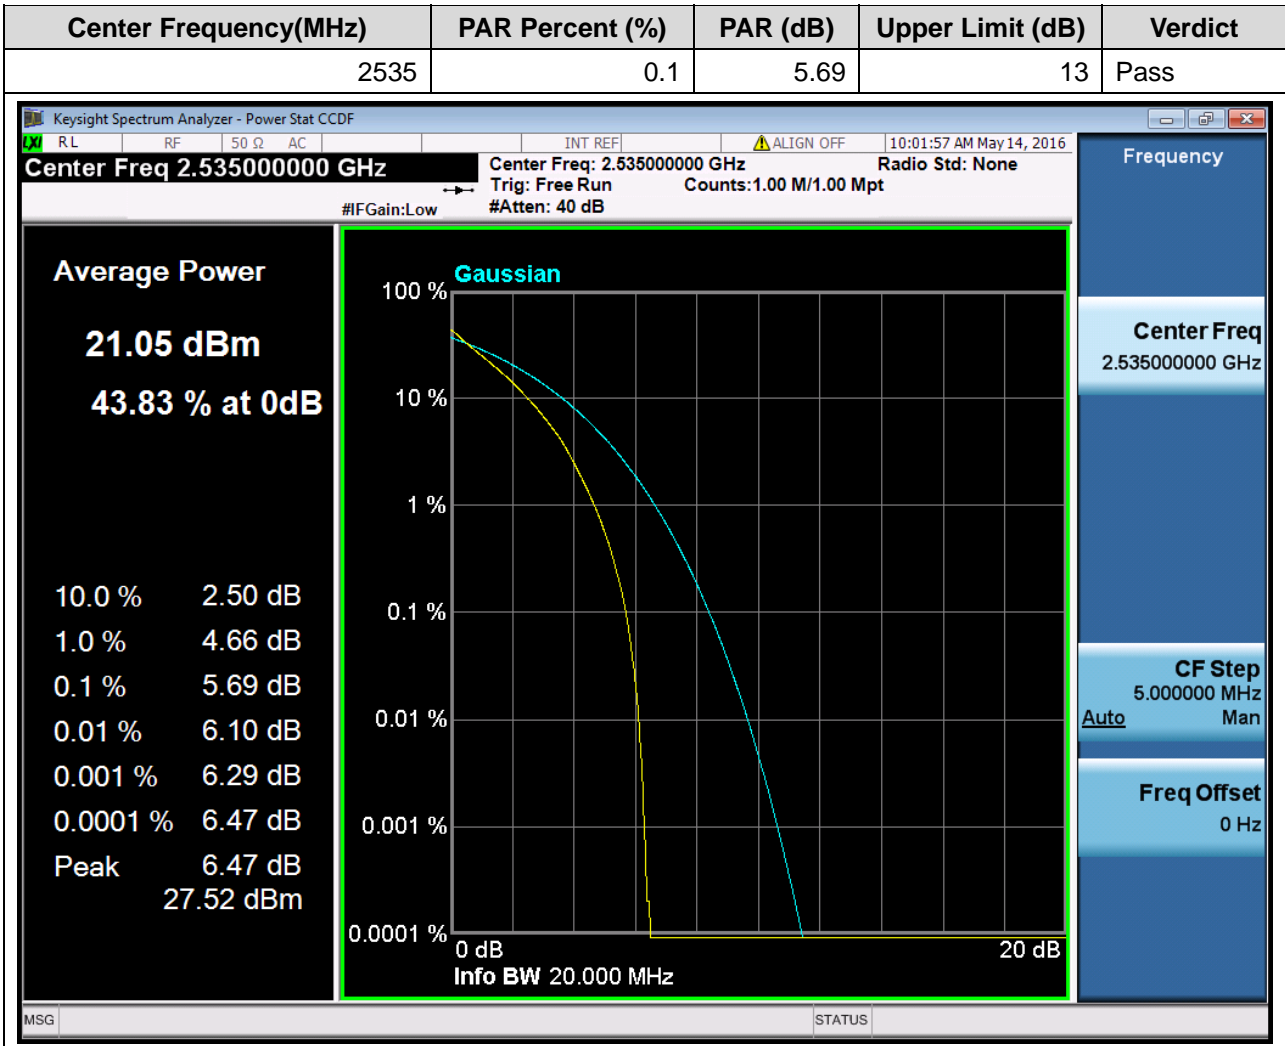 Center Frequency(MHz) PAR Percent (%) PAR (dB) Upper Limit (dB) Verdict
2535 0.1 5.69 13 Pass
Keysight Spectrum Analyzer - Power Stat CCDF
LXI RL RF 50 Ω AC INT REF ALIGN OFF 10:01:57 AM May 14, 2016
Center Freq 2.535000000 GHz
#IFGain:Low
Center Freq: 2.535000000 GHz Radio Std: None
Trig: Free Run Counts:1.00 M/1.00 Mpt
#Atten: 40 dB
Average Power
21.05 dBm
43.83 % at 0dB
10.0 % 2.50 dB
1.0 % 4.66 dB
0.1 % 5.69 dB
0.01 % 6.10 dB
0.001 % 6.29 dB
0.0001 % 6.47 dB
Peak 6.47 dB
27.52 dBm
Gaussian
100 %
10 %
1 %
0.1 %
0.01 %
0.001 %
0.0001 %
0 dB 20 dB
Info BW 20.000 MHz
Frequency
Center Freq
2.535000000 GHz
CF Step
5.000000 MHz
Auto Man
Freq Offset
0 Hz
MSG STATUS